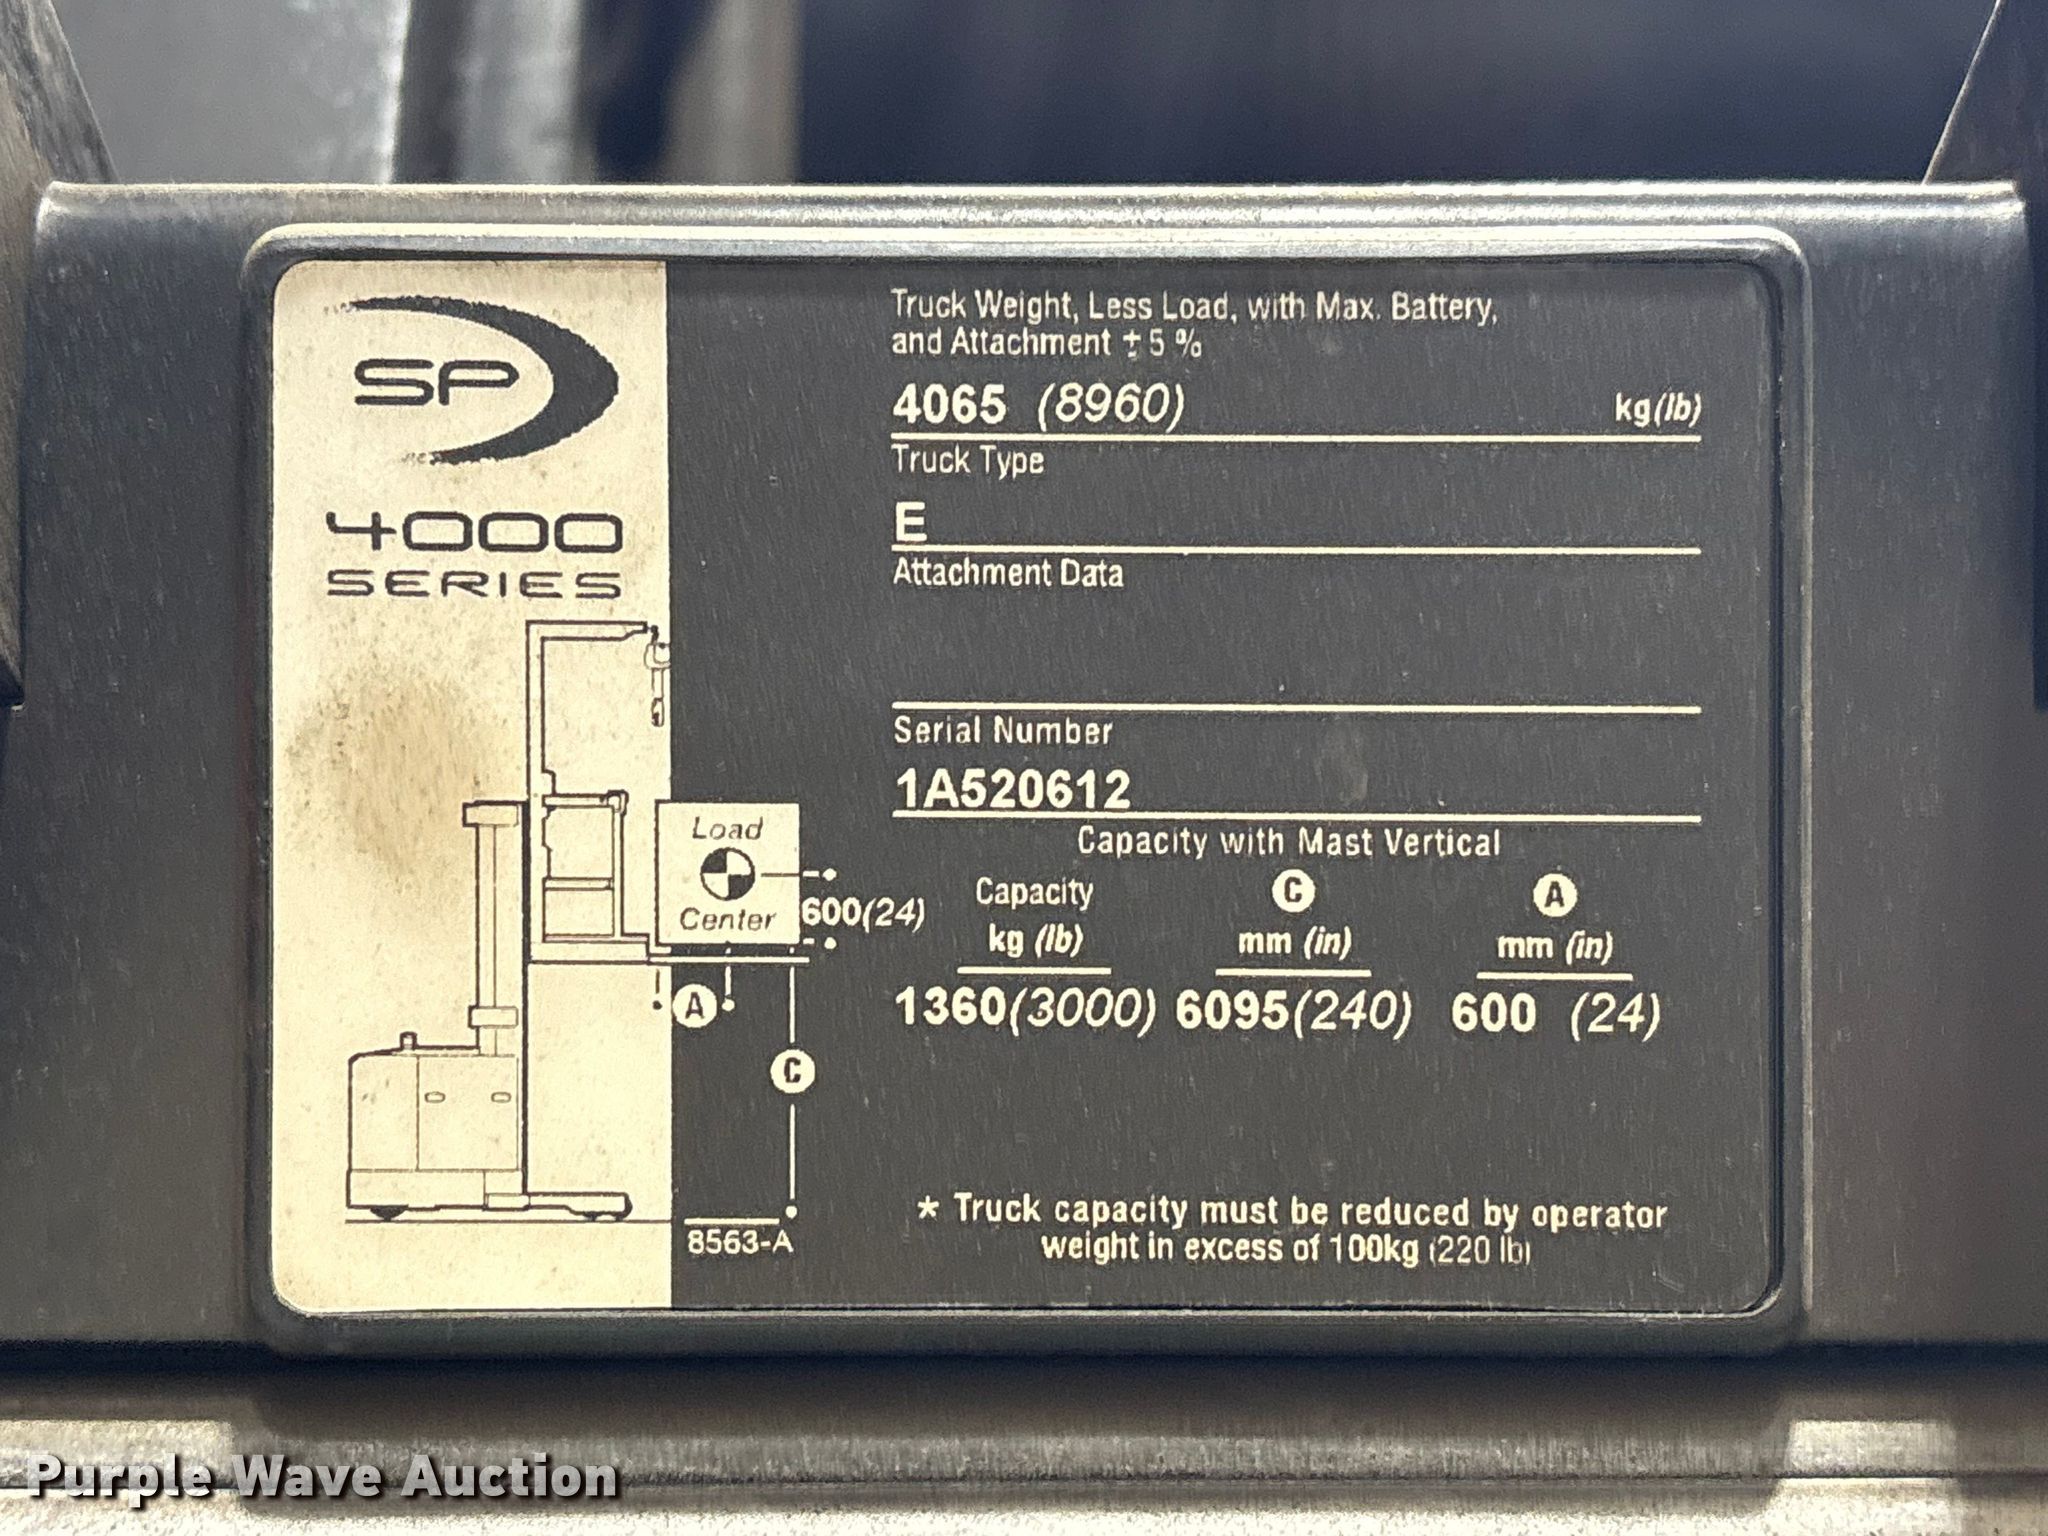 SP
4000
SERIES
Truck Weight, Less Load, with Max. Battery,
and Attachment ± 5 %
4065 (8960) kg(lb)
Truck Type
E
Attachment Data
Serial Number
1A520612
Capacity with Mast Vertical
Capacity C A
kg (lb) mm (in) mm (in)
1360(3000) 6095(240) 600 (24)
Load
Center
600(24)
A
C
8563-A
* Truck capacity must be reduced by operator
weight in excess of 100kg (220 lb)
Purple Wave Auction